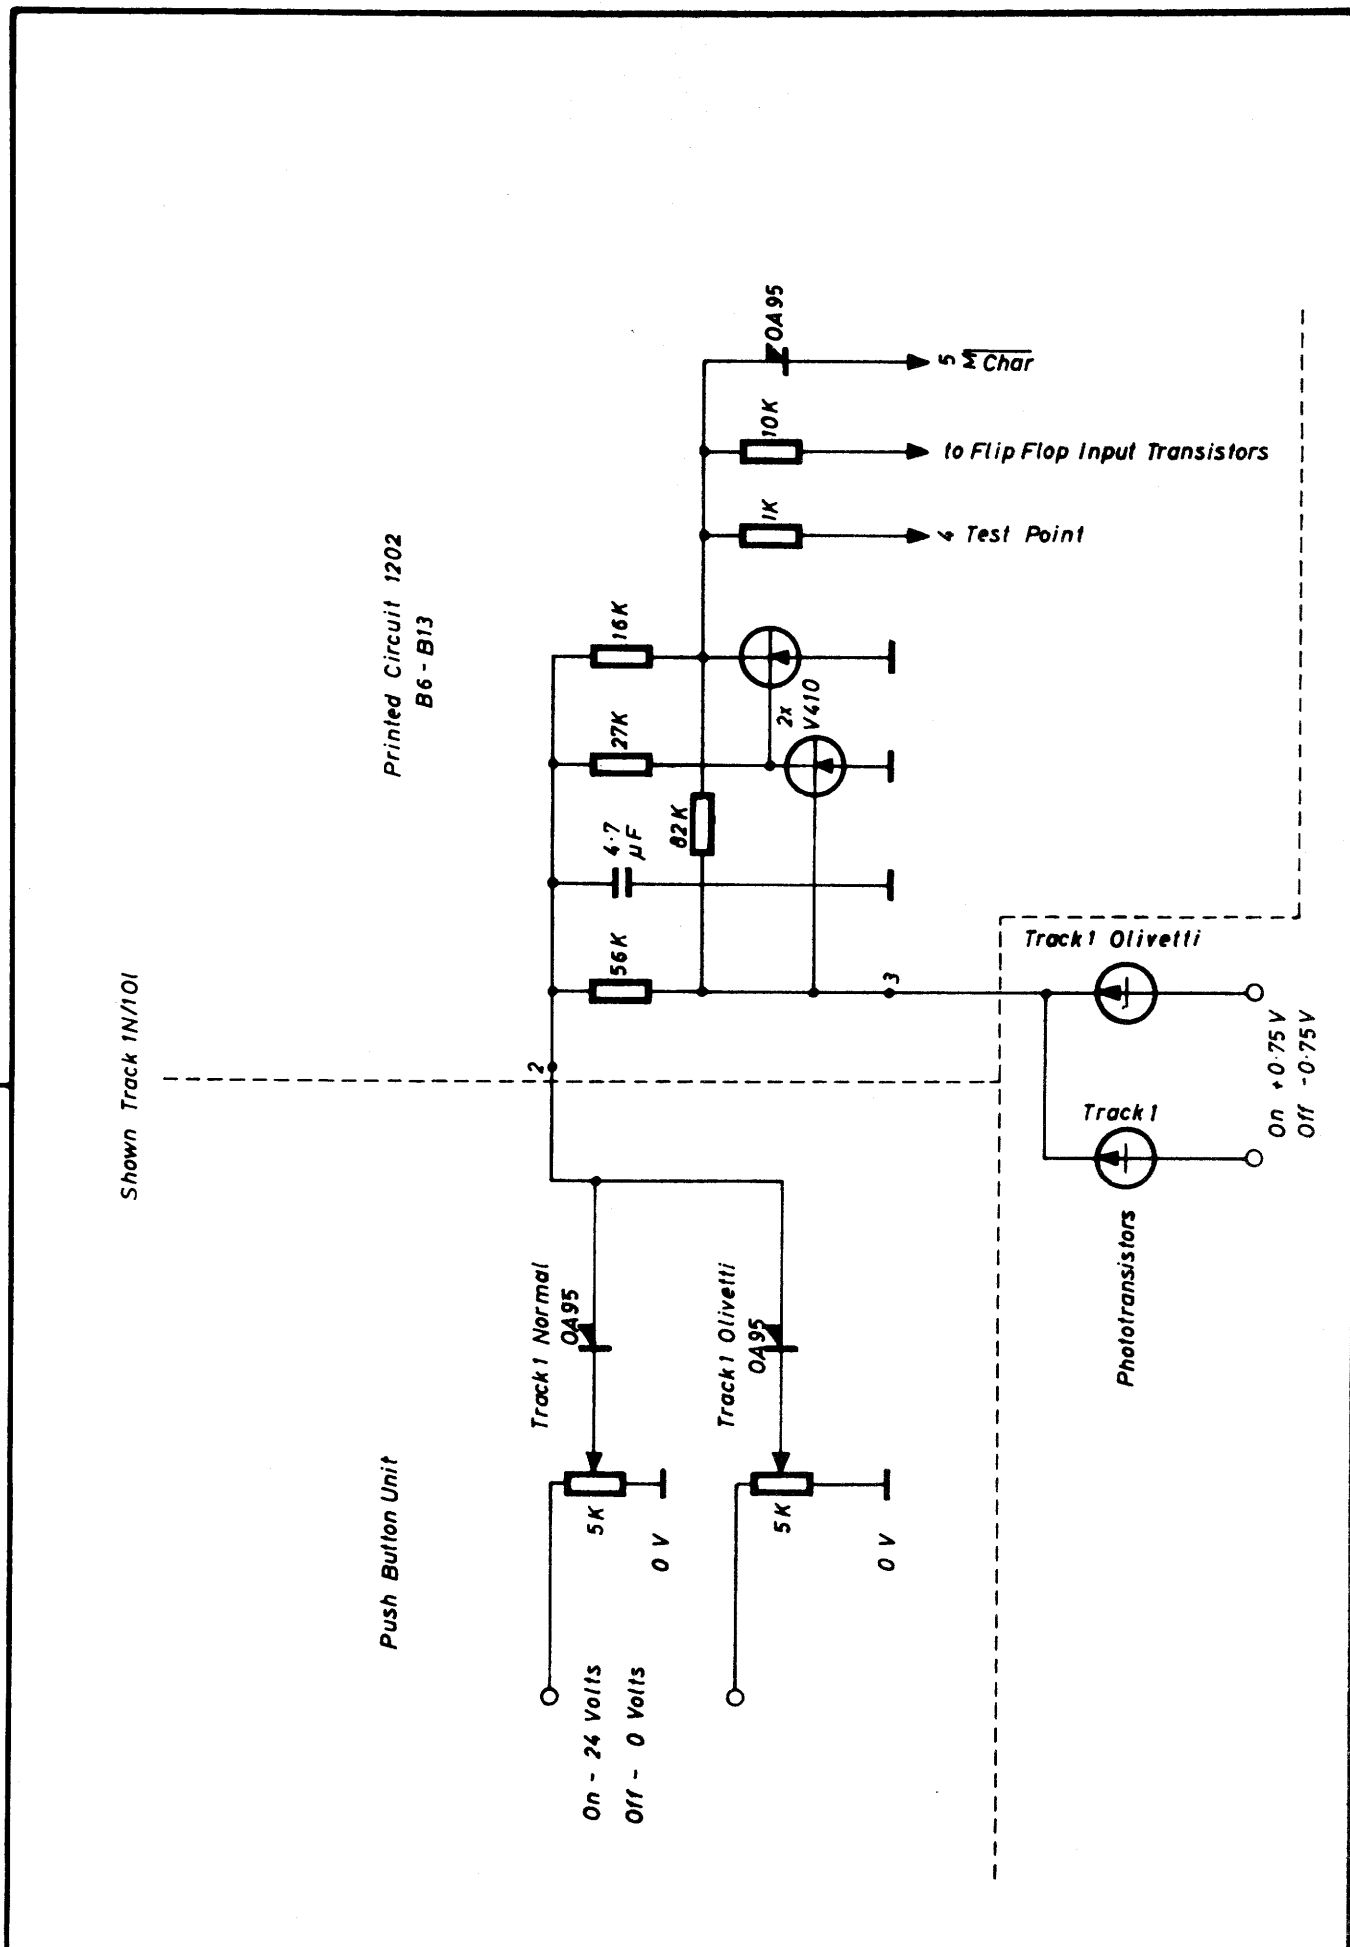 Shown Track 1N/10I
Push Button Unit
Printed Circuit 1202
B6 - B13
On - 24 Volts
Off - 0 Volts
Track 1 Normal
OA95
5K
0 V
Track 1 Olivetti
OA95
5K
0 V
2
56K
4.7
µF
27K
16K
82K
2x
V410
1K
10K
OA95
3
4 Test Point
to Flip Flop Input Transistors
5 Σ Char
Phototransistors
Track 1
Track 1 Olivetti
On +0.75V
Off -0.75V